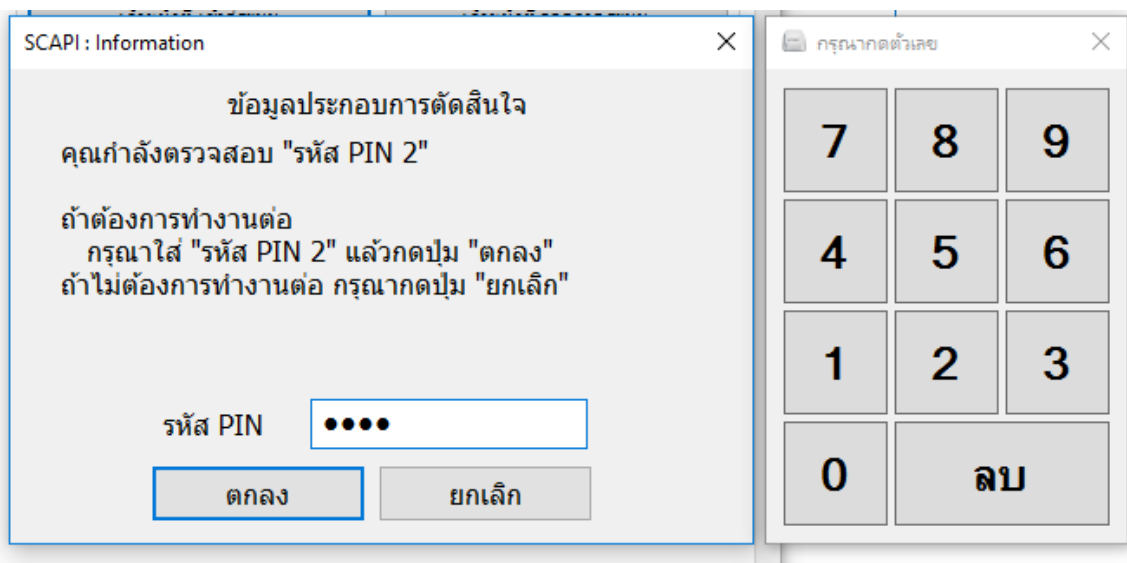 SCAPI : Information
ข้อมูลประกอบการตัดสินใจ
คุณกำลังตรวจสอบ "รหัส PIN 2"
ถ้าต้องการทำงานต่อ
กรุณาใส่ "รหัส PIN 2" แล้วกดปุ่ม "ตกลง"
ถ้าไม่ต้องการทำงานต่อ กรุณากดปุ่ม "ยกเลิก"
รหัส PIN ●●●●
ตกลง ยกเลิก
กรุณากดตัวเลข
7 8 9
4 5 6
1 2 3
0 ลบ